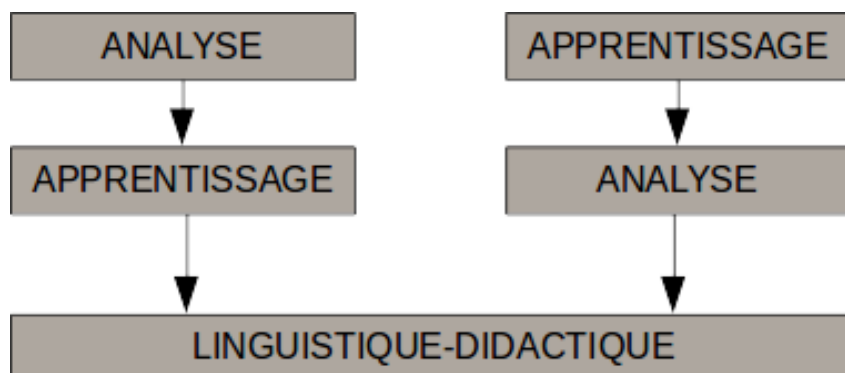 ANALYSE
APPRENTISSAGE
APPRENTISSAGE
ANALYSE
LINGUISTIQUE-DIDACTIQUE